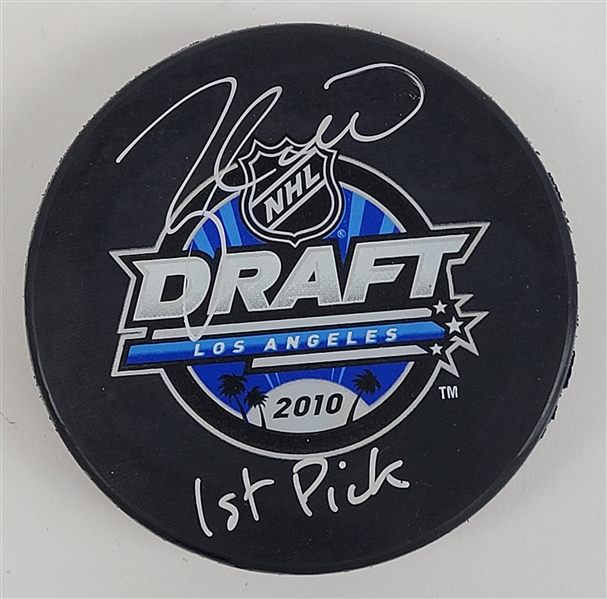 NHL
®
DRAFT
LOS ANGELES
2010
TM
1st Pick